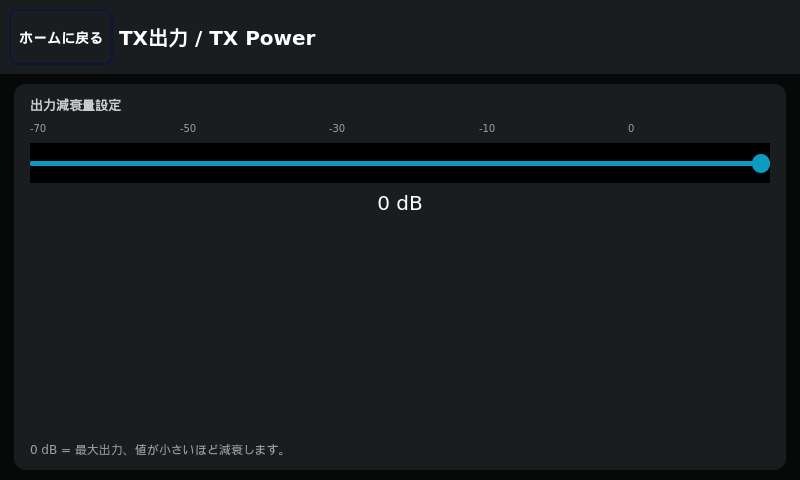 ホームに戻る
TX出力 / TX Power
出力減衰量設定
-70 -50 -30 -10 0
0 dB
0 dB = 最大出力、値が小さいほど減衰します。